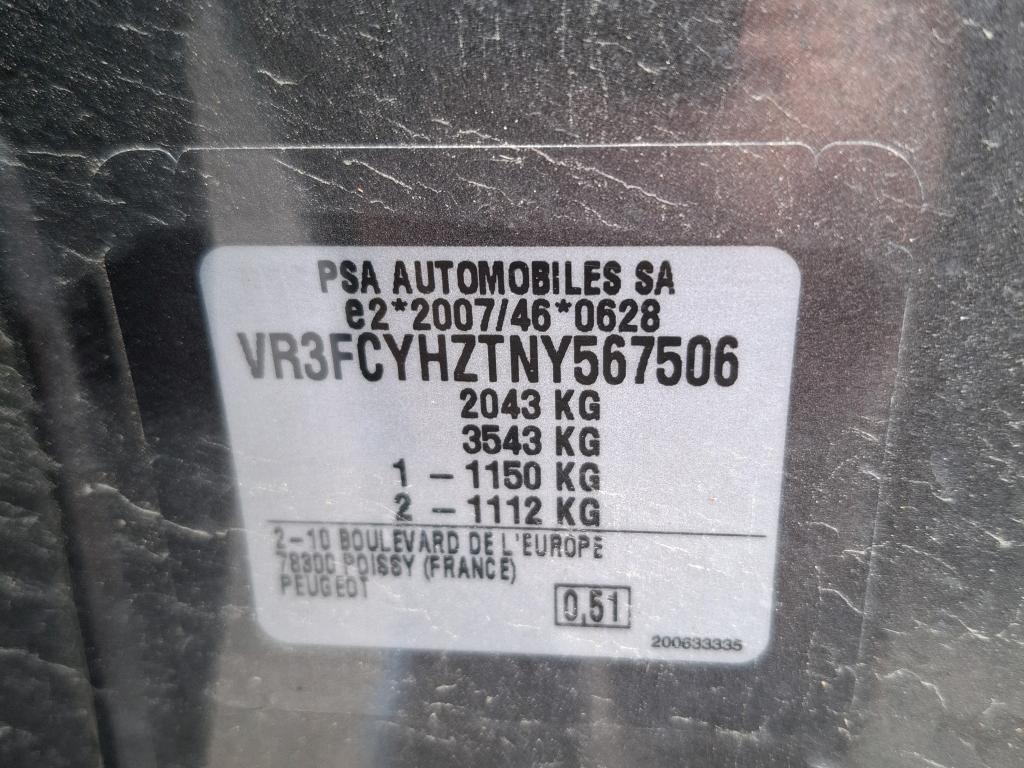 PSA AUTOMOBILES SA
e2*2007/46*0628
VR3FCYHZTNY567506
2043 KG
3543 KG
1 - 1150 KG
2 - 1112 KG
2-10 BOULEVARD DE L'EUROPE
78300 POISSY (FRANCE)
PEUGEOT
0,51
200633335